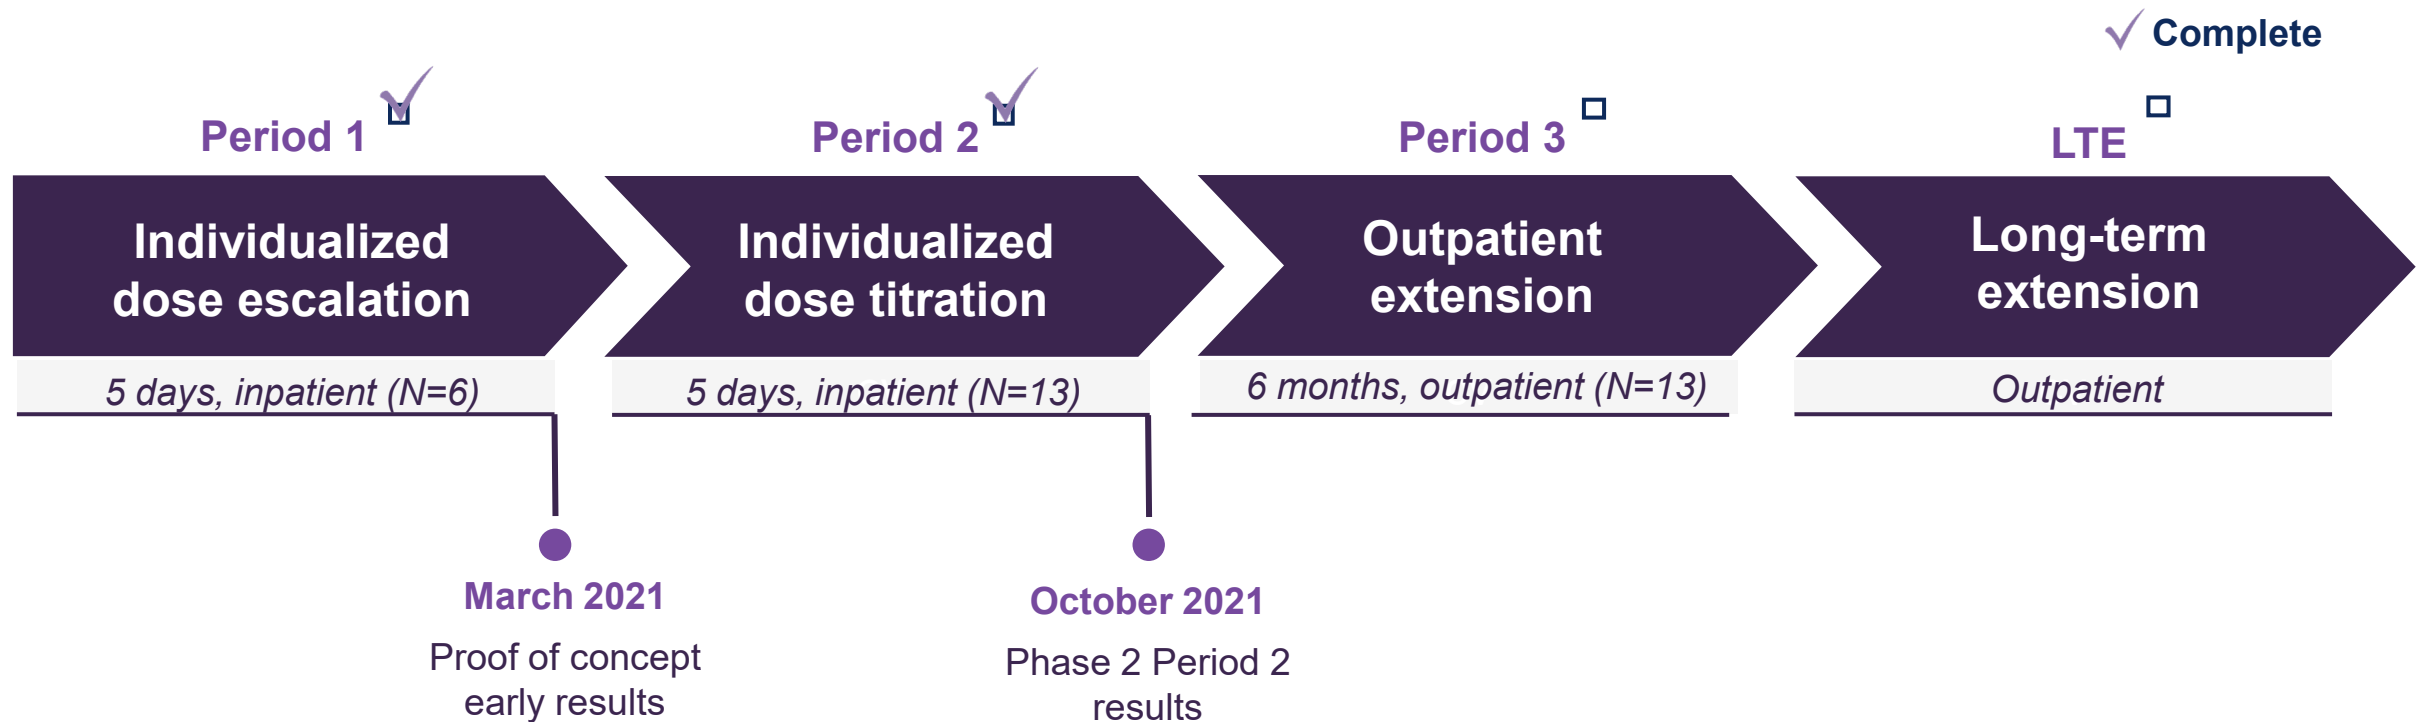 Complete
Period 1
Period 2
Period 3
LTE
Individualized
dose escalation
Individualized
dose titration
Outpatient
extension
Long-term
extension
5 days, inpatient (N=6)
5 days, inpatient (N=13)
6 months, outpatient (N=13)
Outpatient
March 2021
Proof of concept
early results
October 2021
Phase 2 Period 2
results